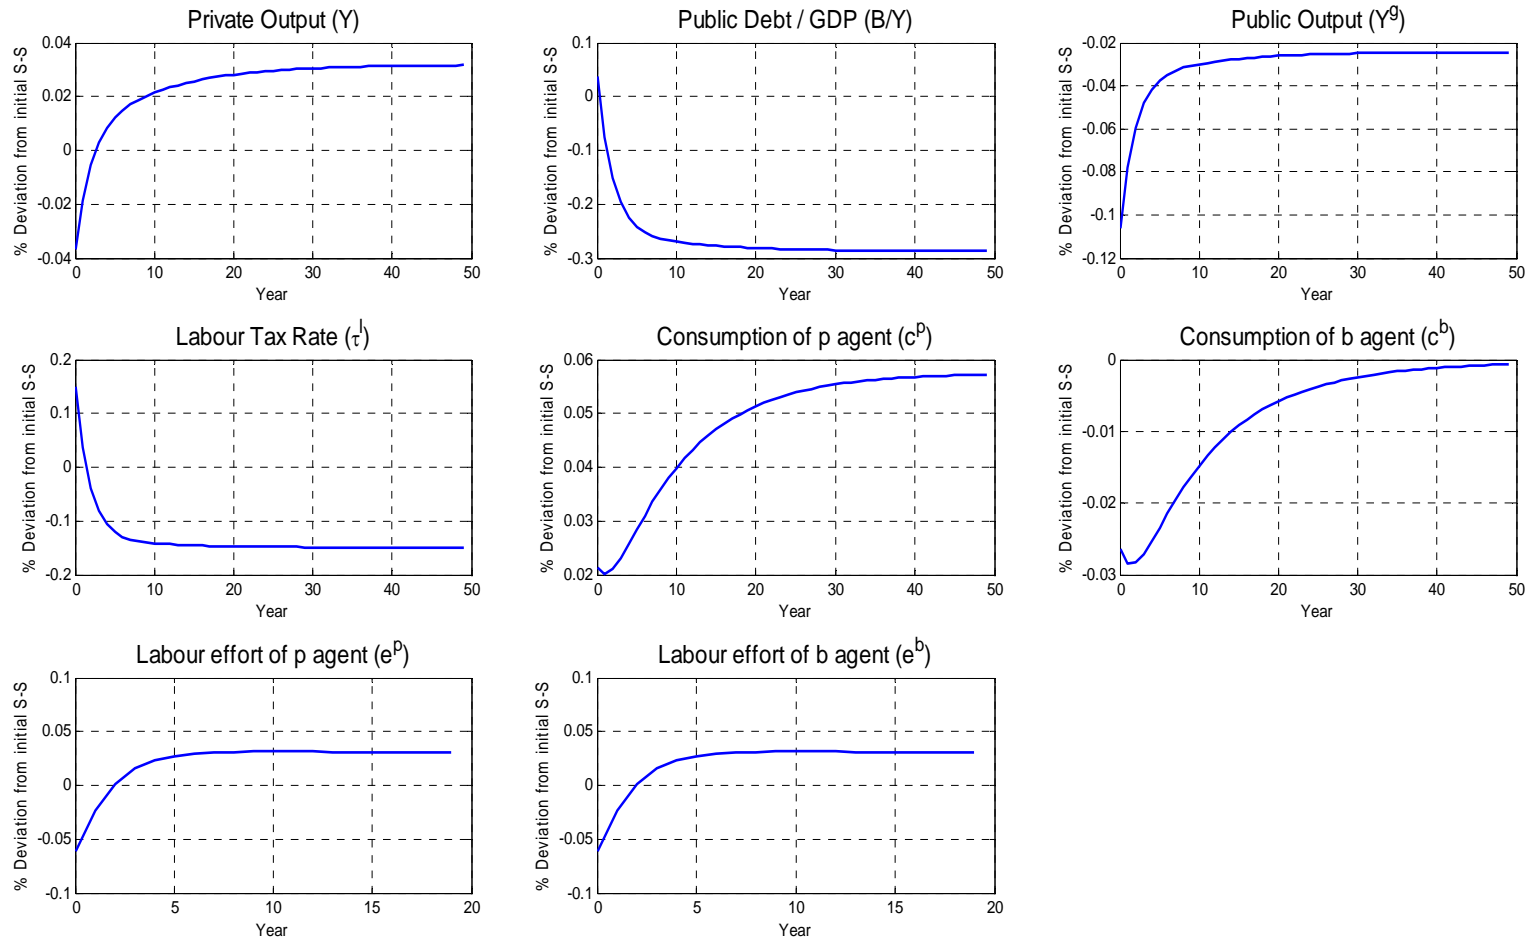 Private Output (Y)
% Deviation from initial S-S
0.04
0.02
0
-0.02
-0.04
0 10 20 30 40 50
Year
Public Debt / GDP (B/Y)
% Deviation from initial S-S
0.1
0
-0.1
-0.2
-0.3
0 10 20 30 40 50
Year
Public Output (Y^g)
% Deviation from initial S-S
-0.02
-0.04
-0.06
-0.08
-0.1
-0.12
0 10 20 30 40 50
Year
Labour Tax Rate (τ^l)
% Deviation from initial S-S
0.2
0.1
0
-0.1
-0.2
0 10 20 30 40 50
Year
Consumption of p agent (c^p)
% Deviation from initial S-S
0.06
0.05
0.04
0.03
0.02
0 10 20 30 40 50
Year
Consumption of b agent (c^b)
% Deviation from initial S-S
0
-0.01
-0.02
-0.03
0 10 20 30 40 50
Year
Labour effort of p agent (e^p)
% Deviation from initial S-S
0.1
0.05
0
-0.05
-0.1
0 5 10 15 20
Year
Labour effort of b agent (e^b)
% Deviation from initial S-S
0.1
0.05
0
-0.05
-0.1
0 5 10 15 20
Year